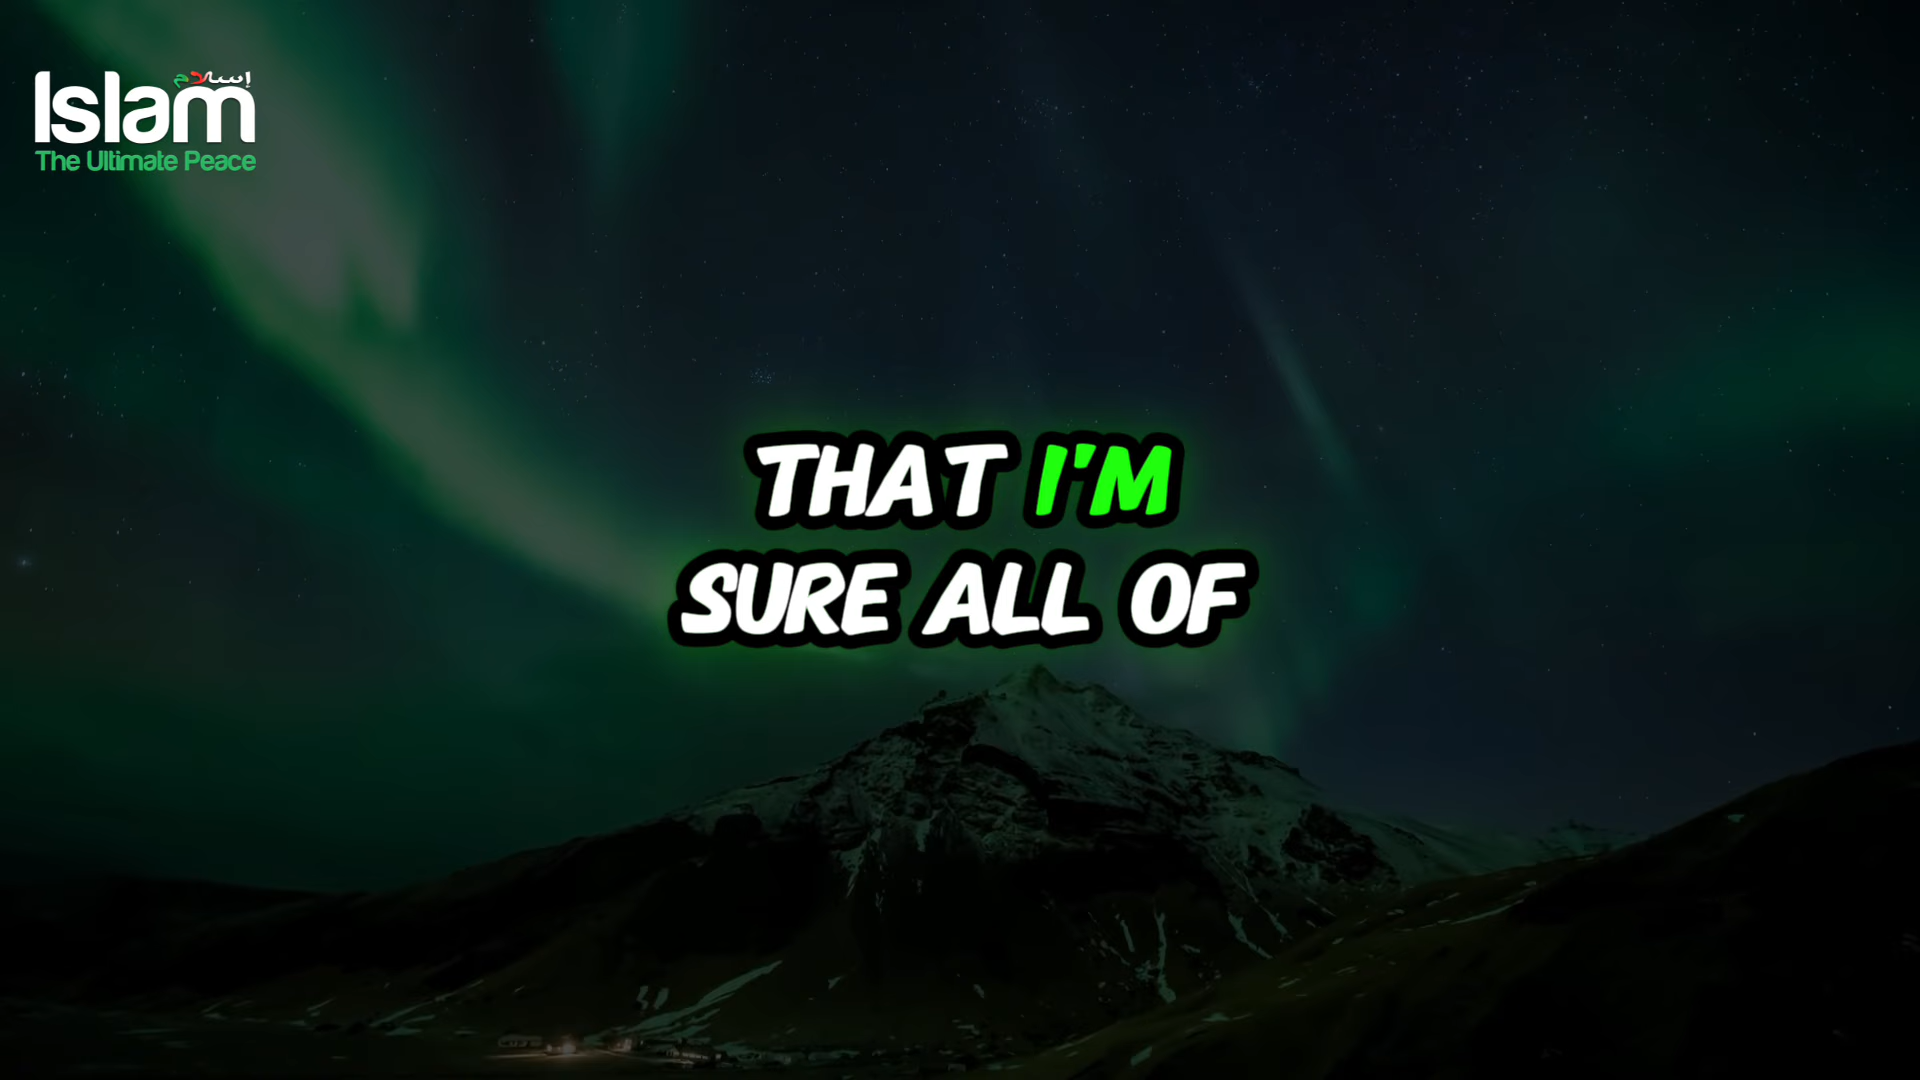 إسلام
Islam
The Ultimate Peace
THAT I'M
SURE ALL OF